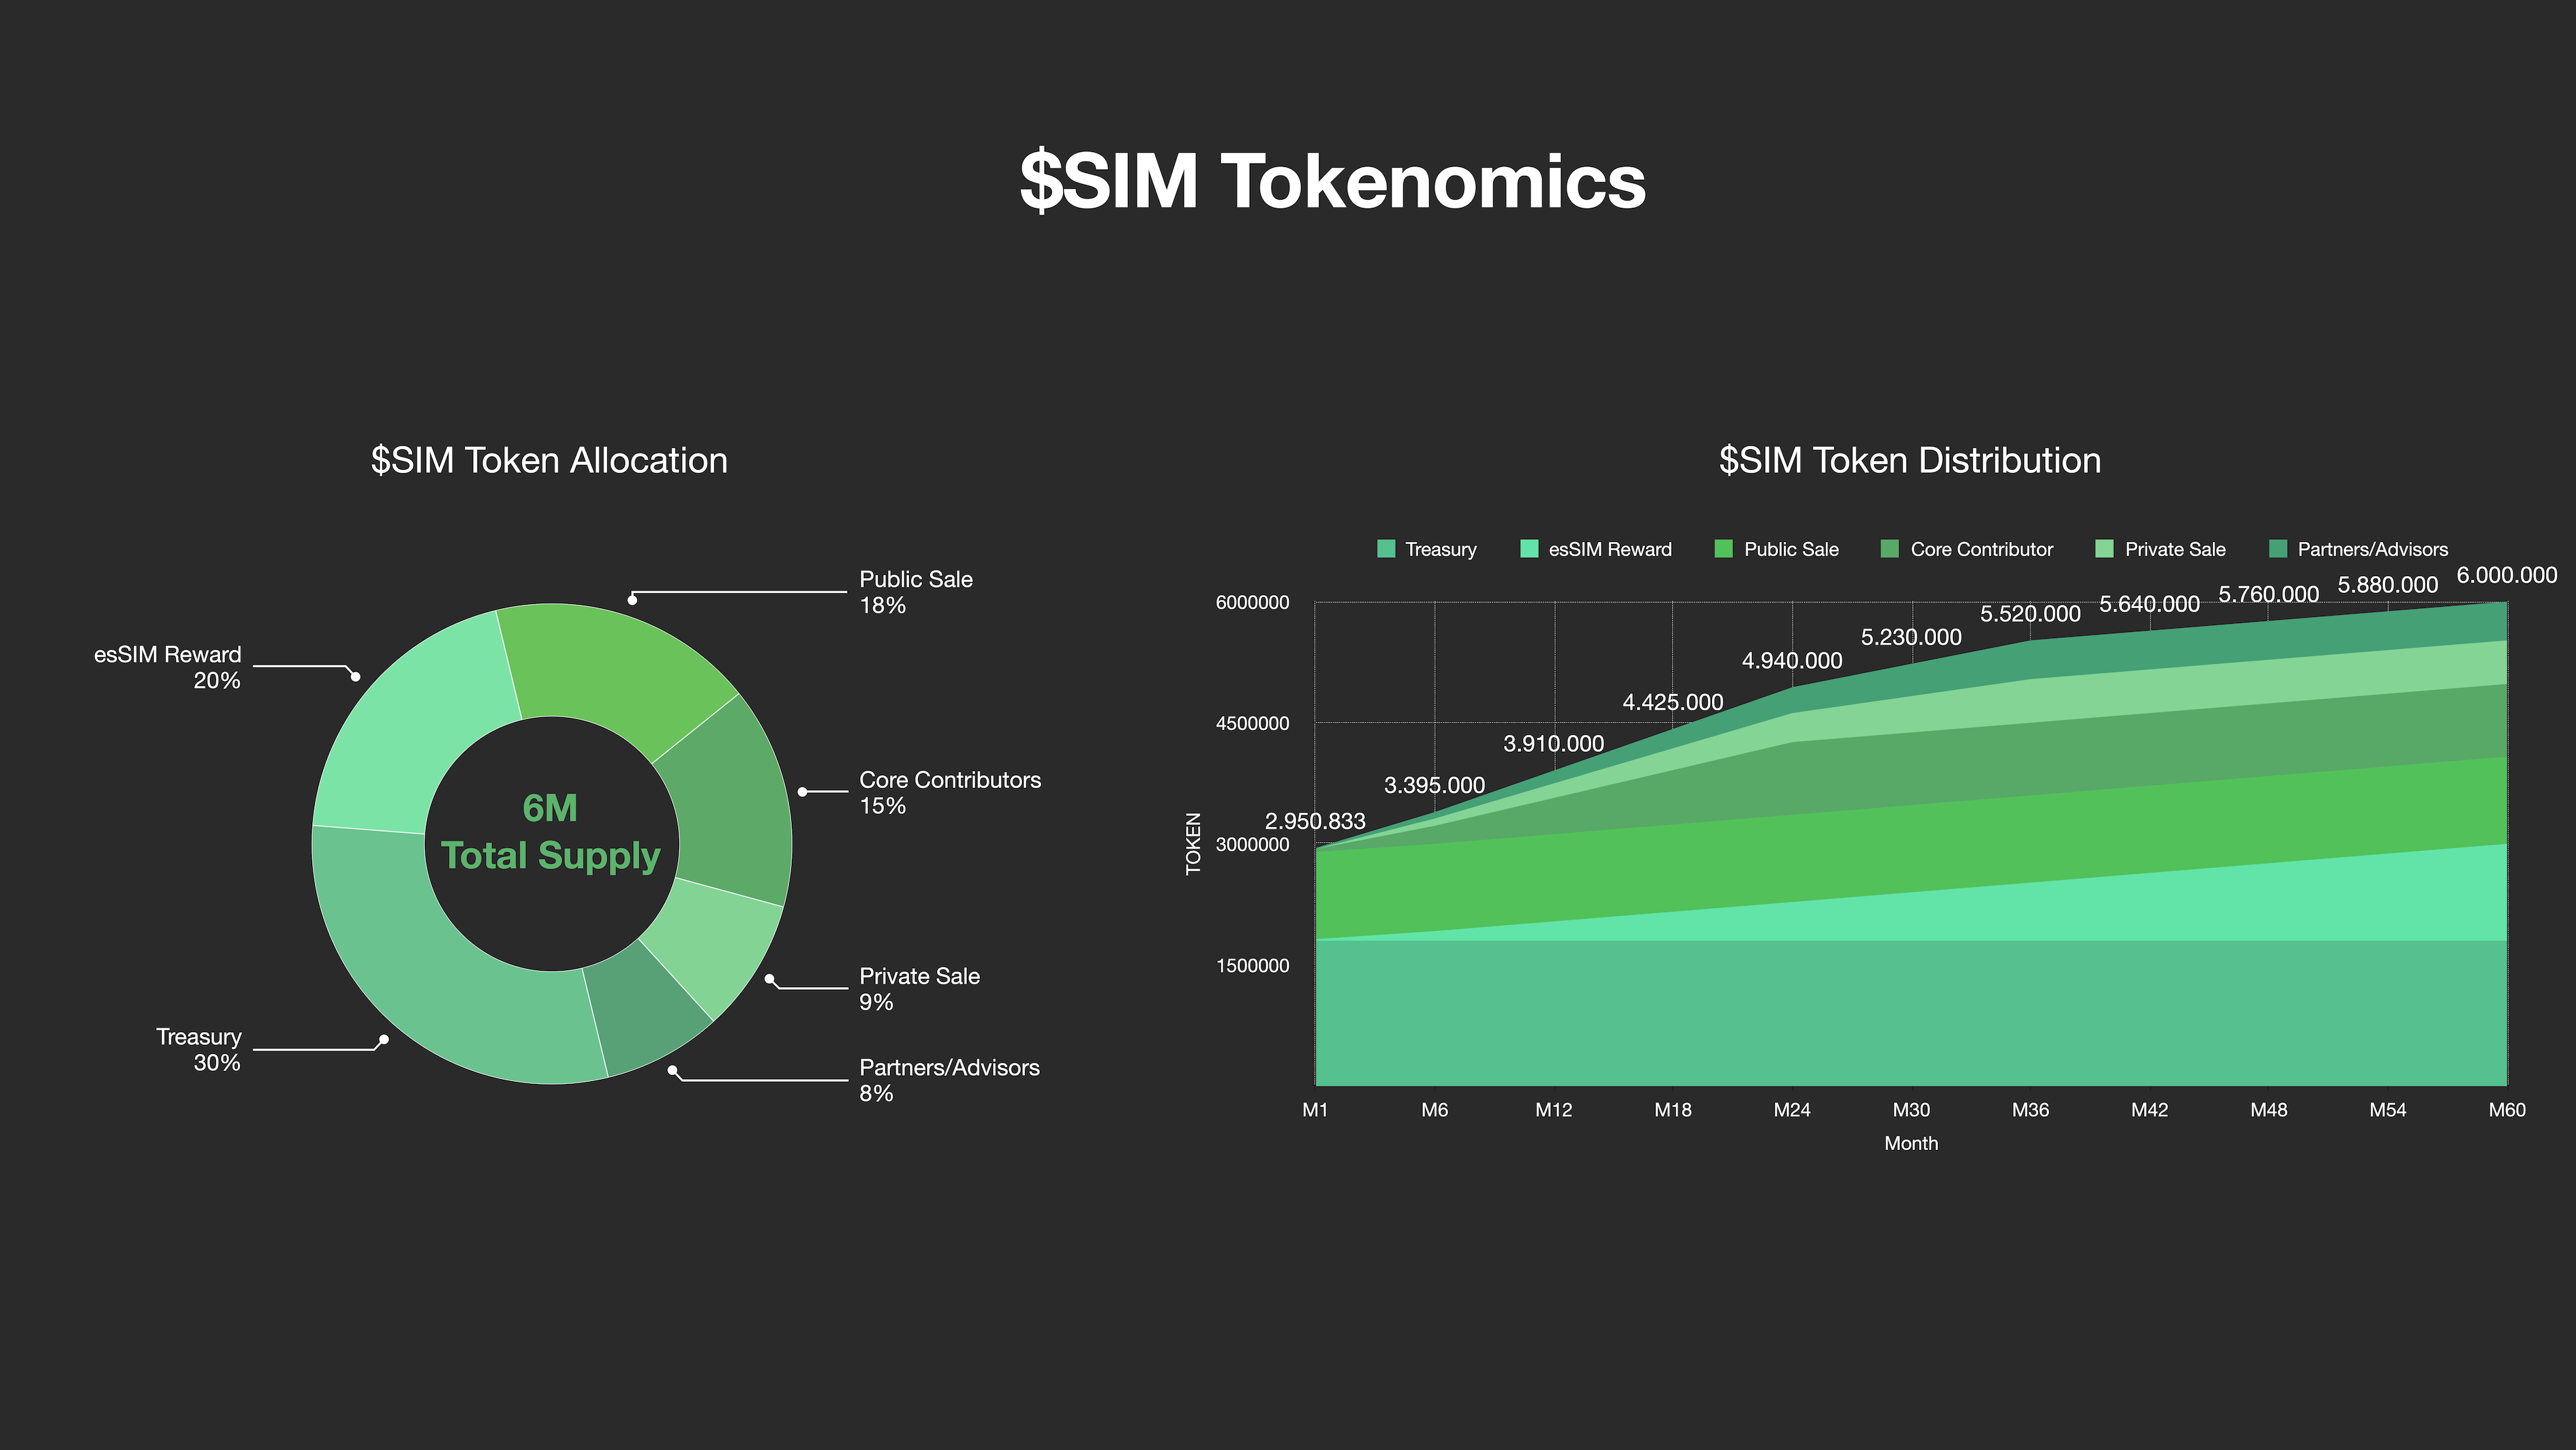 $SIM Tokenomics
$SIM Token Allocation
Public Sale
18%
esSIM Reward
20%
Core Contributors
15%
6M
Total Supply
Private Sale
9%
Treasury
30%
Partners/Advisors
8%
$SIM Token Distribution
Treasury esSIM Reward Public Sale Core Contributor Private Sale Partners/Advisors
6.000.000
5.880.000
5.760.000
5.640.000
5.520.000
5.230.000
4.940.000
4.425.000
3.910.000
3.395.000
2.950.833
6000000
4500000
3000000
1500000
TOKEN
M1 M6 M12 M18 M24 M30 M36 M42 M48 M54 M60
Month